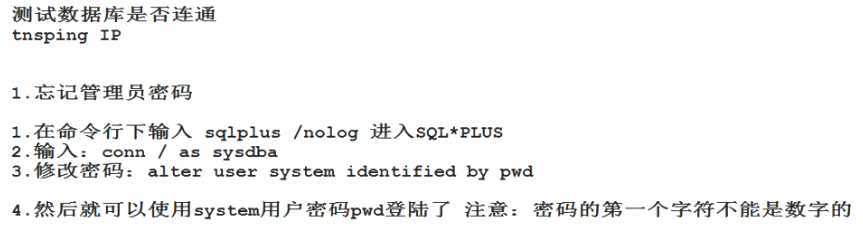 测试数据库是否连通
tnsping IP
1.忘记管理员密码
1.在命令行下输入 sqlplus /nolog 进入SQL*PLUS
2.输入：conn / as sysdba
3.修改密码：alter user system identified by pwd
4.然后就可以使用system用户密码pwd登陆了 注意：密码的第一个字符不能是数字的